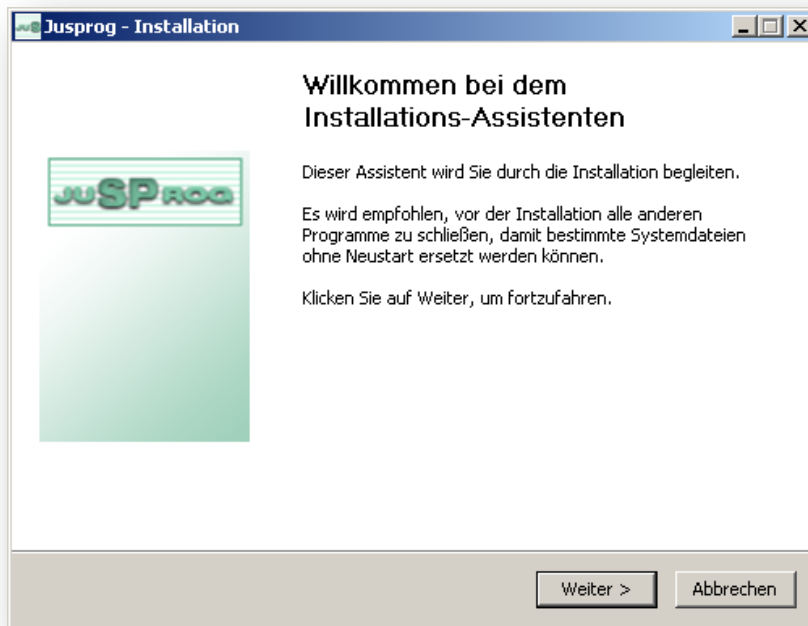 Jusprog - Installation
Willkommen bei dem
Installations-Assistenten
JUSPROG
Dieser Assistent wird Sie durch die Installation begleiten.
Es wird empfohlen, vor der Installation alle anderen
Programme zu schließen, damit bestimmte Systemdateien
ohne Neustart ersetzt werden können.
Klicken Sie auf Weiter, um fortzufahren.
Weiter >
Abbrechen